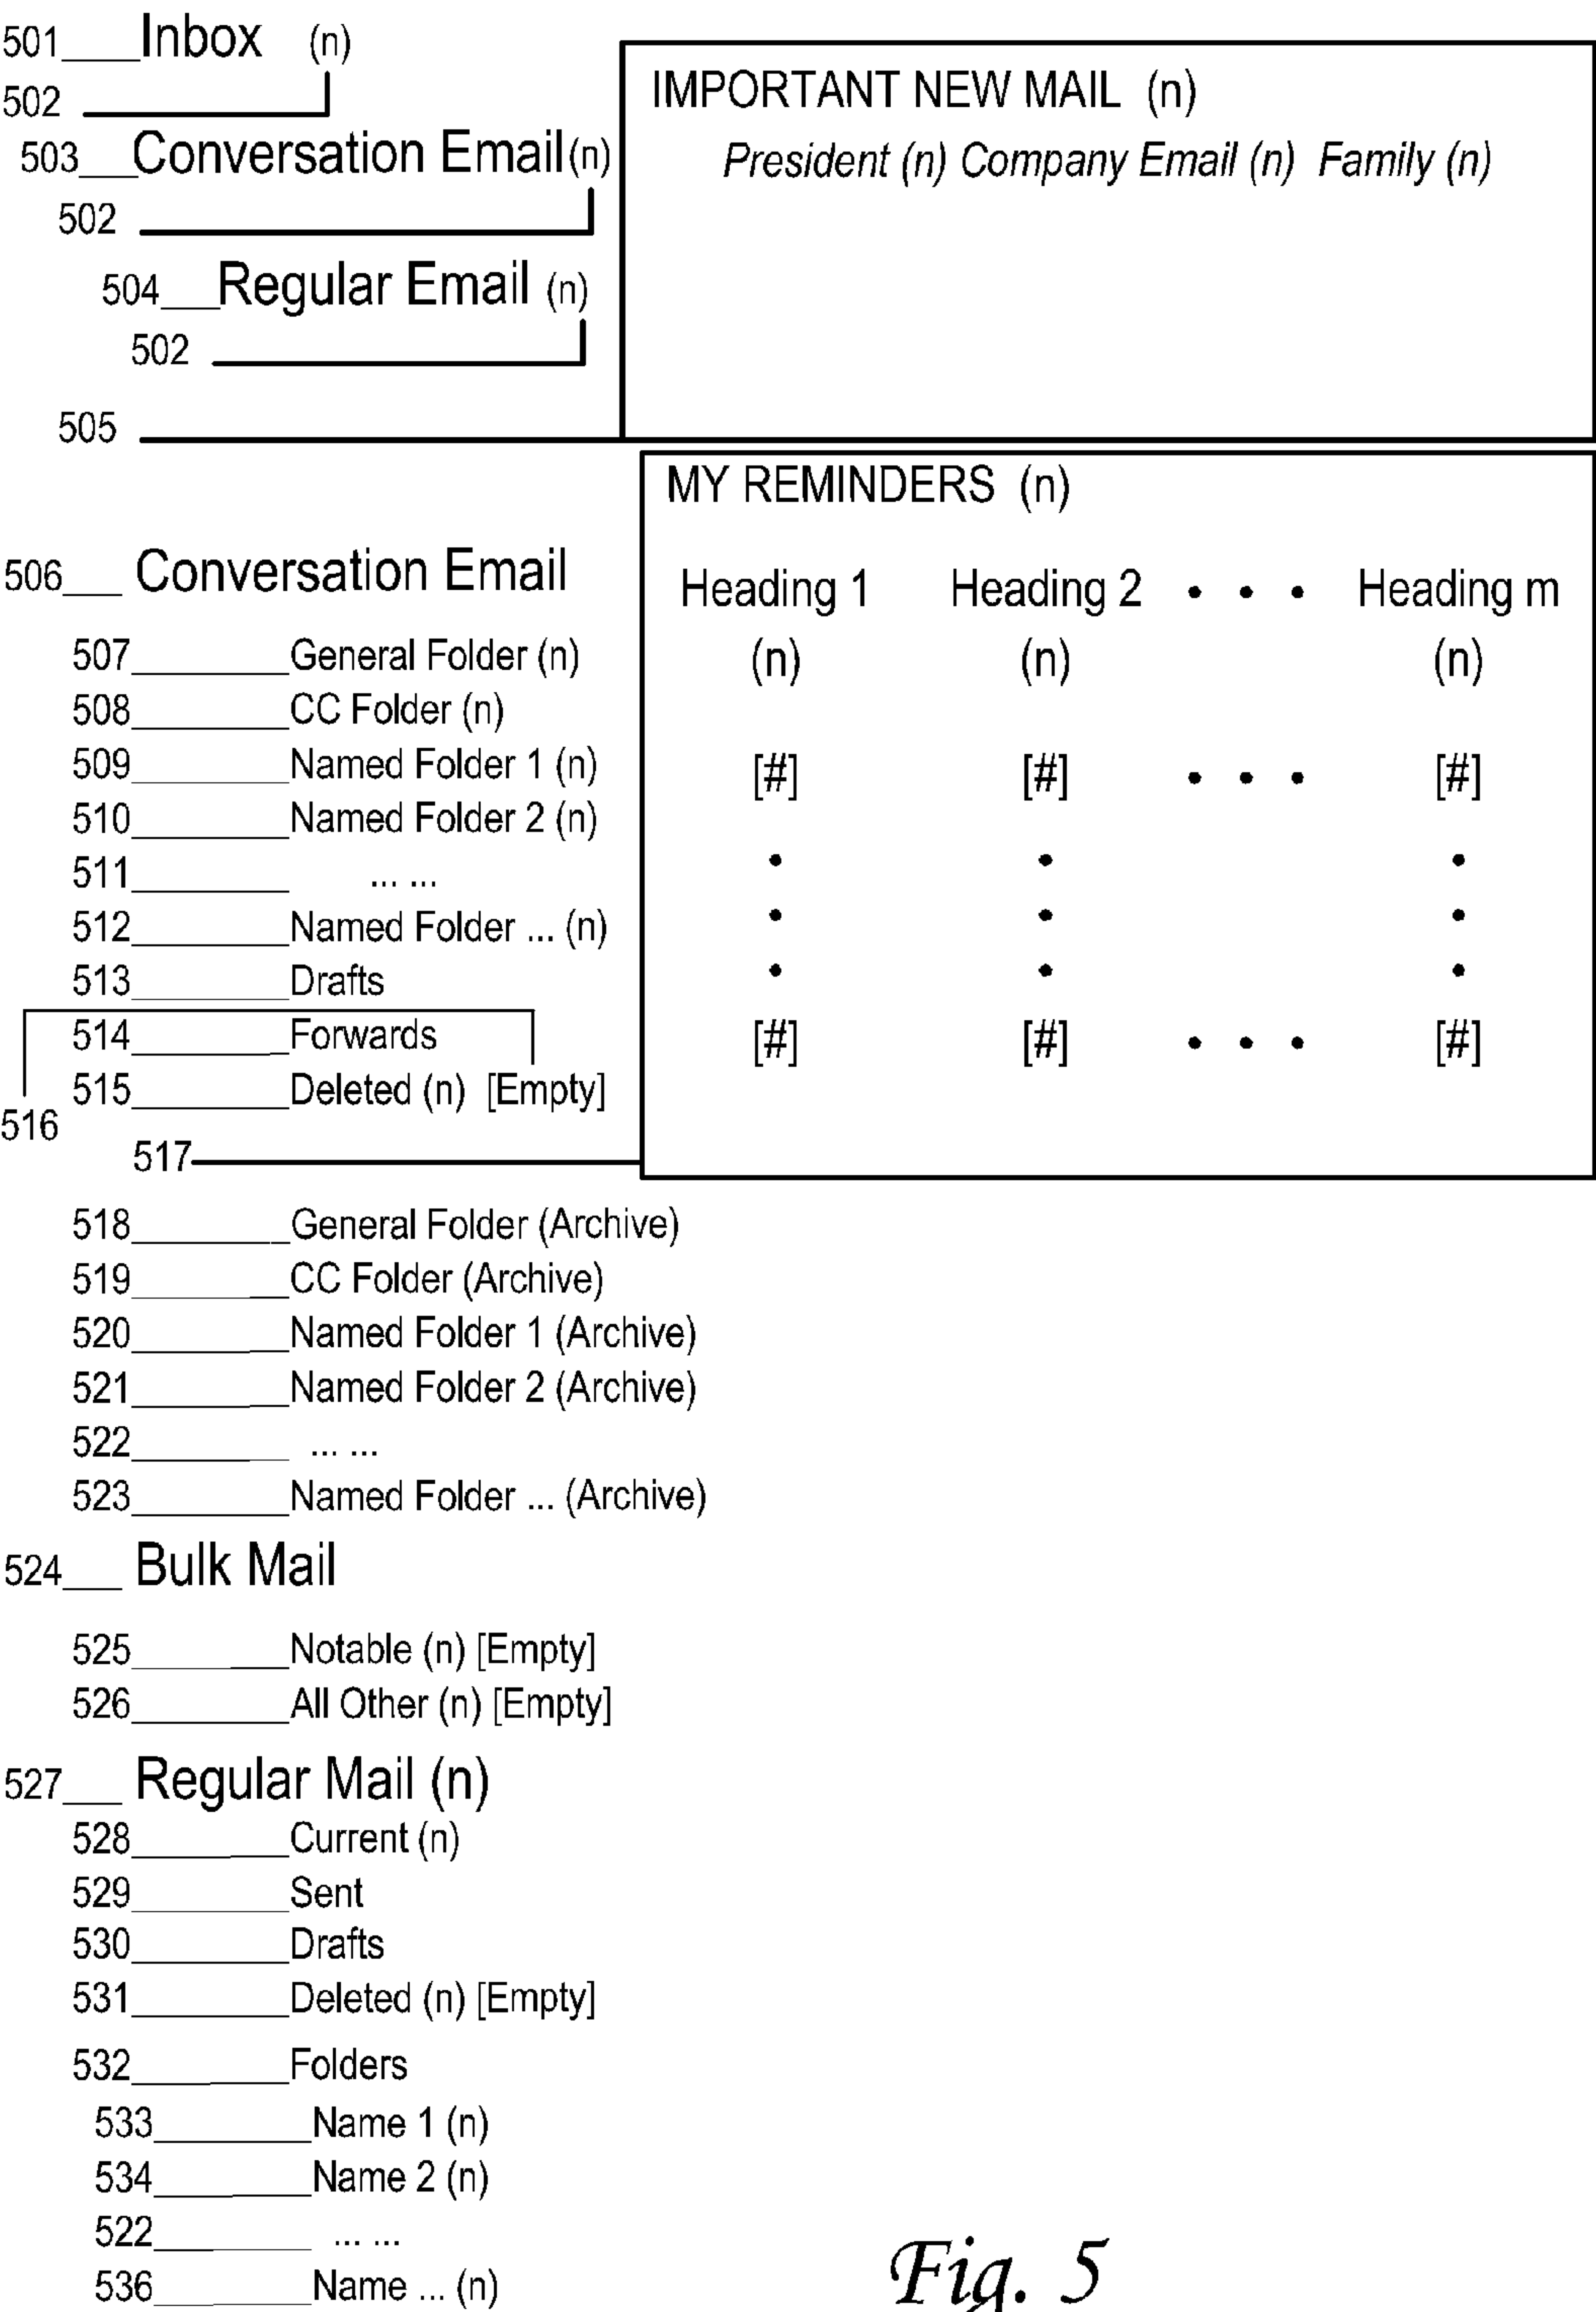 501 Inbox (n)
502
503 Conversation Email (n)
502
504 Regular Email (n)
502
505
IMPORTANT NEW MAIL (n)
President (n) Company Email (n) Family (n)
MY REMINDERS (n)
Heading 1 Heading 2 • • • Heading m
(n) (n) (n)
[#] [#] • • • [#]
• • •
• • •
• • •
[#] [#] • • • [#]
506 Conversation Email
507 General Folder (n)
508 CC Folder (n)
509 Named Folder 1 (n)
510 Named Folder 2 (n)
511 ... ...
512 Named Folder ... (n)
513 Drafts
514 Forwards
515 Deleted (n) [Empty]
516
517
518 General Folder (Archive)
519 CC Folder (Archive)
520 Named Folder 1 (Archive)
521 Named Folder 2 (Archive)
522 ... ...
523 Named Folder ... (Archive)
524 Bulk Mail
525 Notable (n) [Empty]
526 All Other (n) [Empty]
527 Regular Mail (n)
528 Current (n)
529 Sent
530 Drafts
531 Deleted (n) [Empty]
532 Folders
533 Name 1 (n)
534 Name 2 (n)
522 ... ...
536 Name ... (n)
Fig. 5